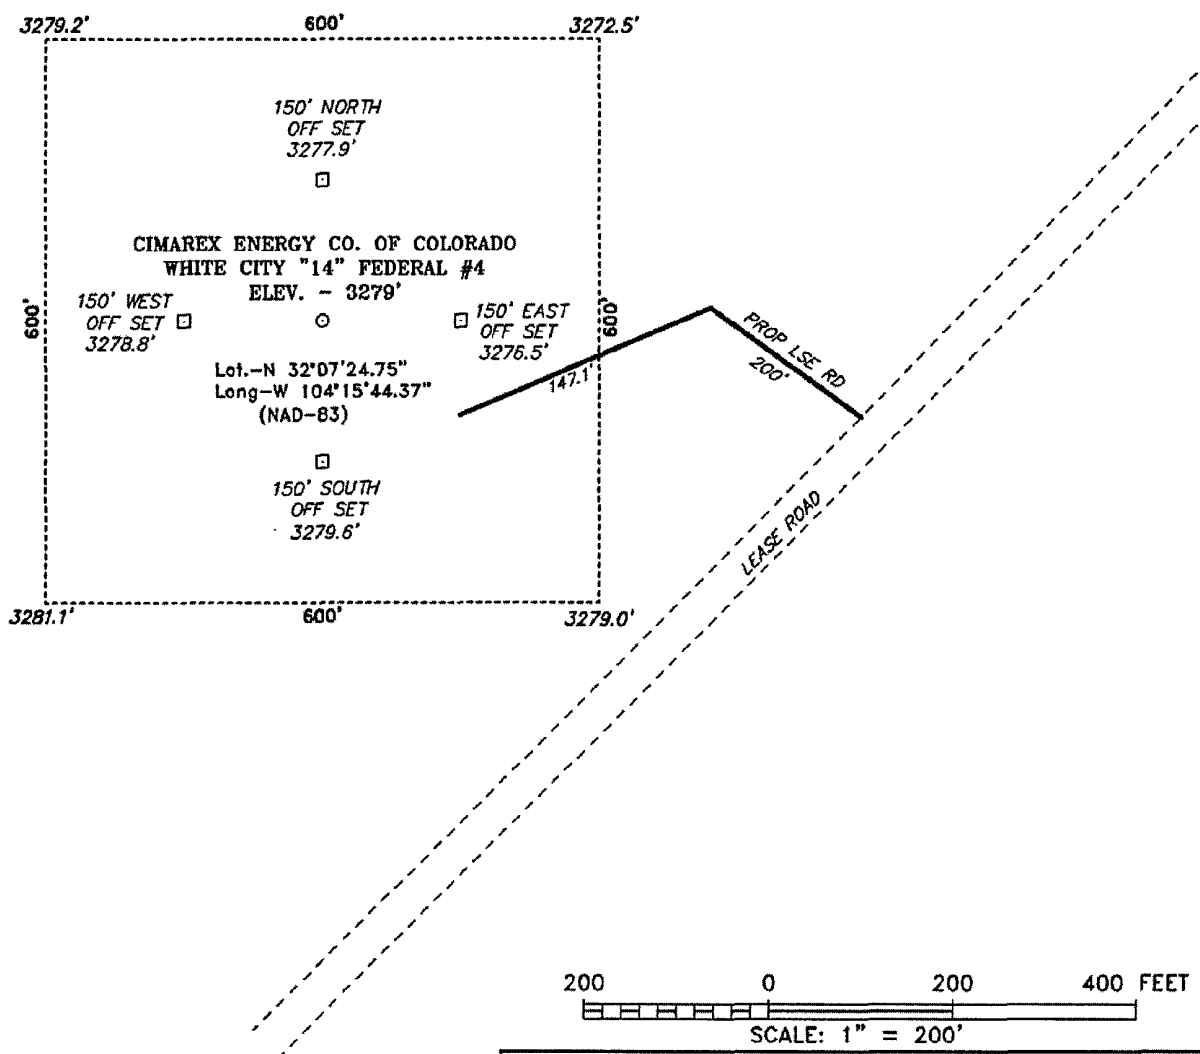 3279.2' 600' 3272.5'
150' NORTH
OFF SET
3277.9'
CIMAREX ENERGY CO. OF COLORADO
WHITE CITY "14" FEDERAL #4
ELEV. - 3279'
600'
150' WEST
OFF SET
3278.8'
150' EAST
OFF SET
3276.5'
600'
Lat.-N 32°07'24.75"
Long-W 104°15'44.37"
(NAD-83)
147.1'
PROP LSE RD
200'
150' SOUTH
OFF SET
3279.6'
LEASE ROAD
3281.1' 600' 3279.0'
200 0 200 400 FEET
SCALE: 1" = 200'